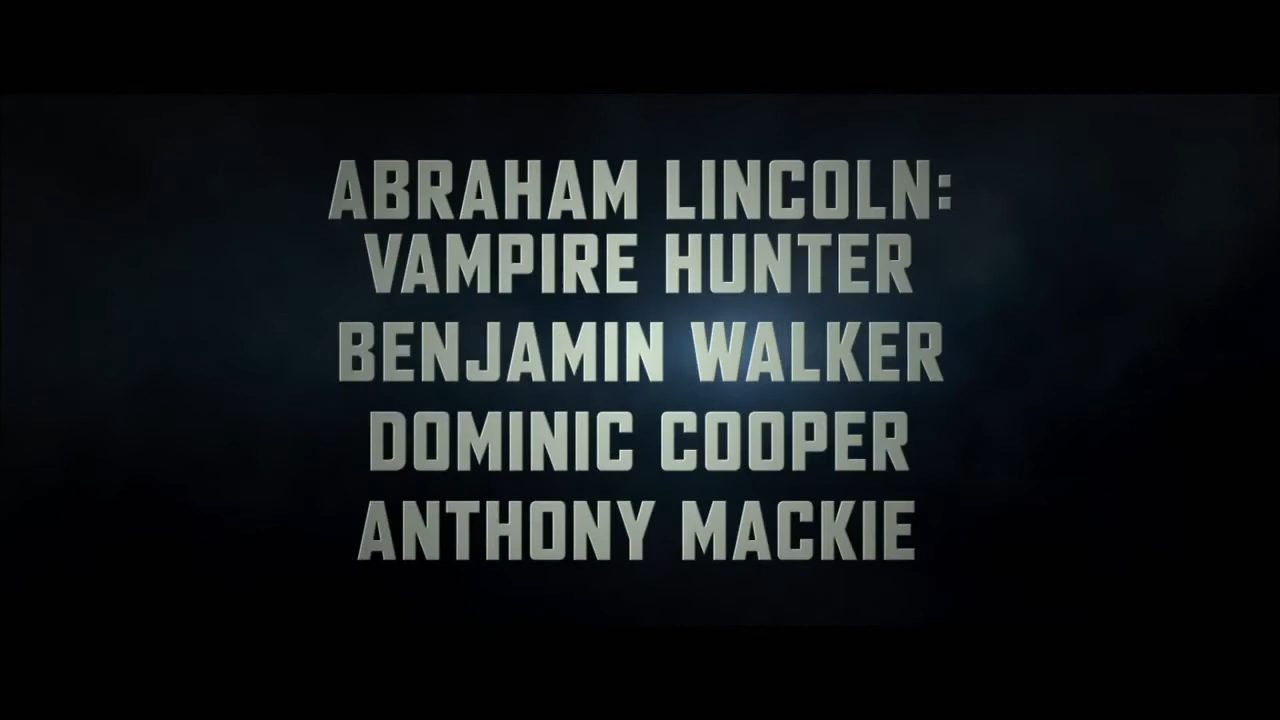 ABRAHAM LINCOLN:
VAMPIRE HUNTER
BENJAMIN WALKER
DOMINIC COOPER
ANTHONY MACKIE